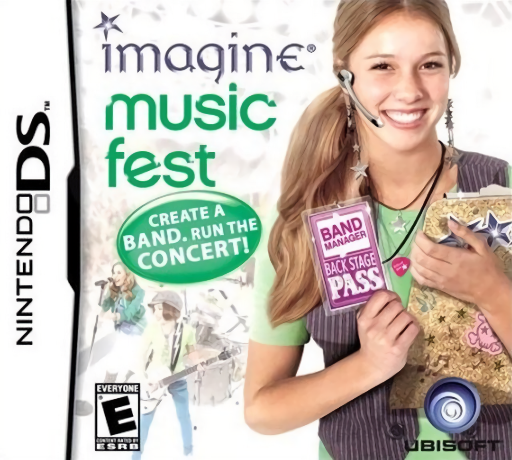 NINTENDO DS™
imagine®
music
fest
CREATE A
BAND. RUN THE
CONCERT!
BAND
MANAGER
BACK STAGE
PASS
EVERYONE
E
CONTENT RATED BY
ESRB
UBISOFT